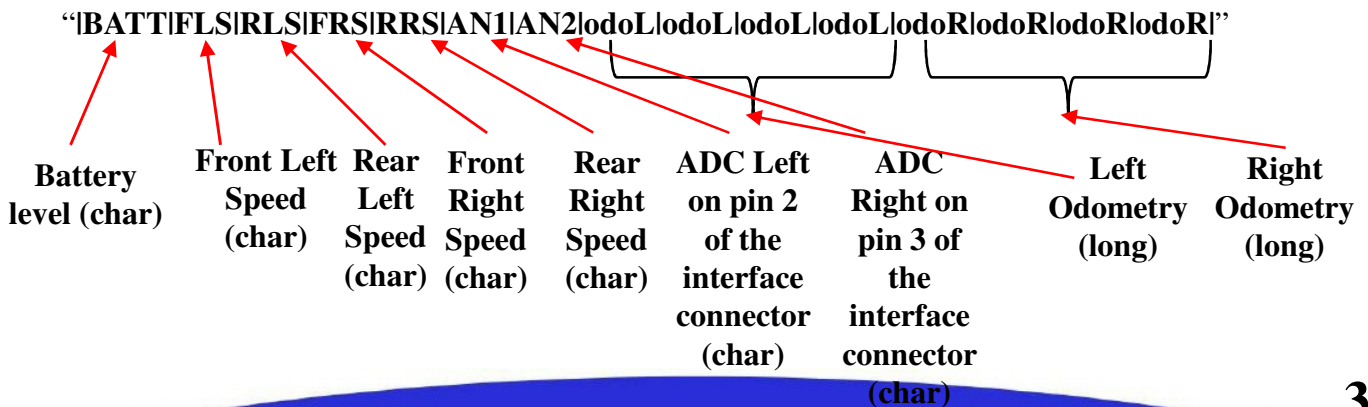 “|BATT|FLS|RLS|FRS|RRS|AN1|AN2|odoL|odoL|odoL|odoL|odoR|odoR|odoR|odoR|”
Battery
level (char)
Front Left
Speed
(char)
Rear
Left
Speed
(char)
Front
Right
Speed
(char)
Rear
Right
Speed
(char)
ADC Left
on pin 2
of the
interface
connector
(char)
ADC
Right on
pin 3 of
the
interface
connector
(char)
Left
Odometry
(long)
Right
Odometry
(long)
3